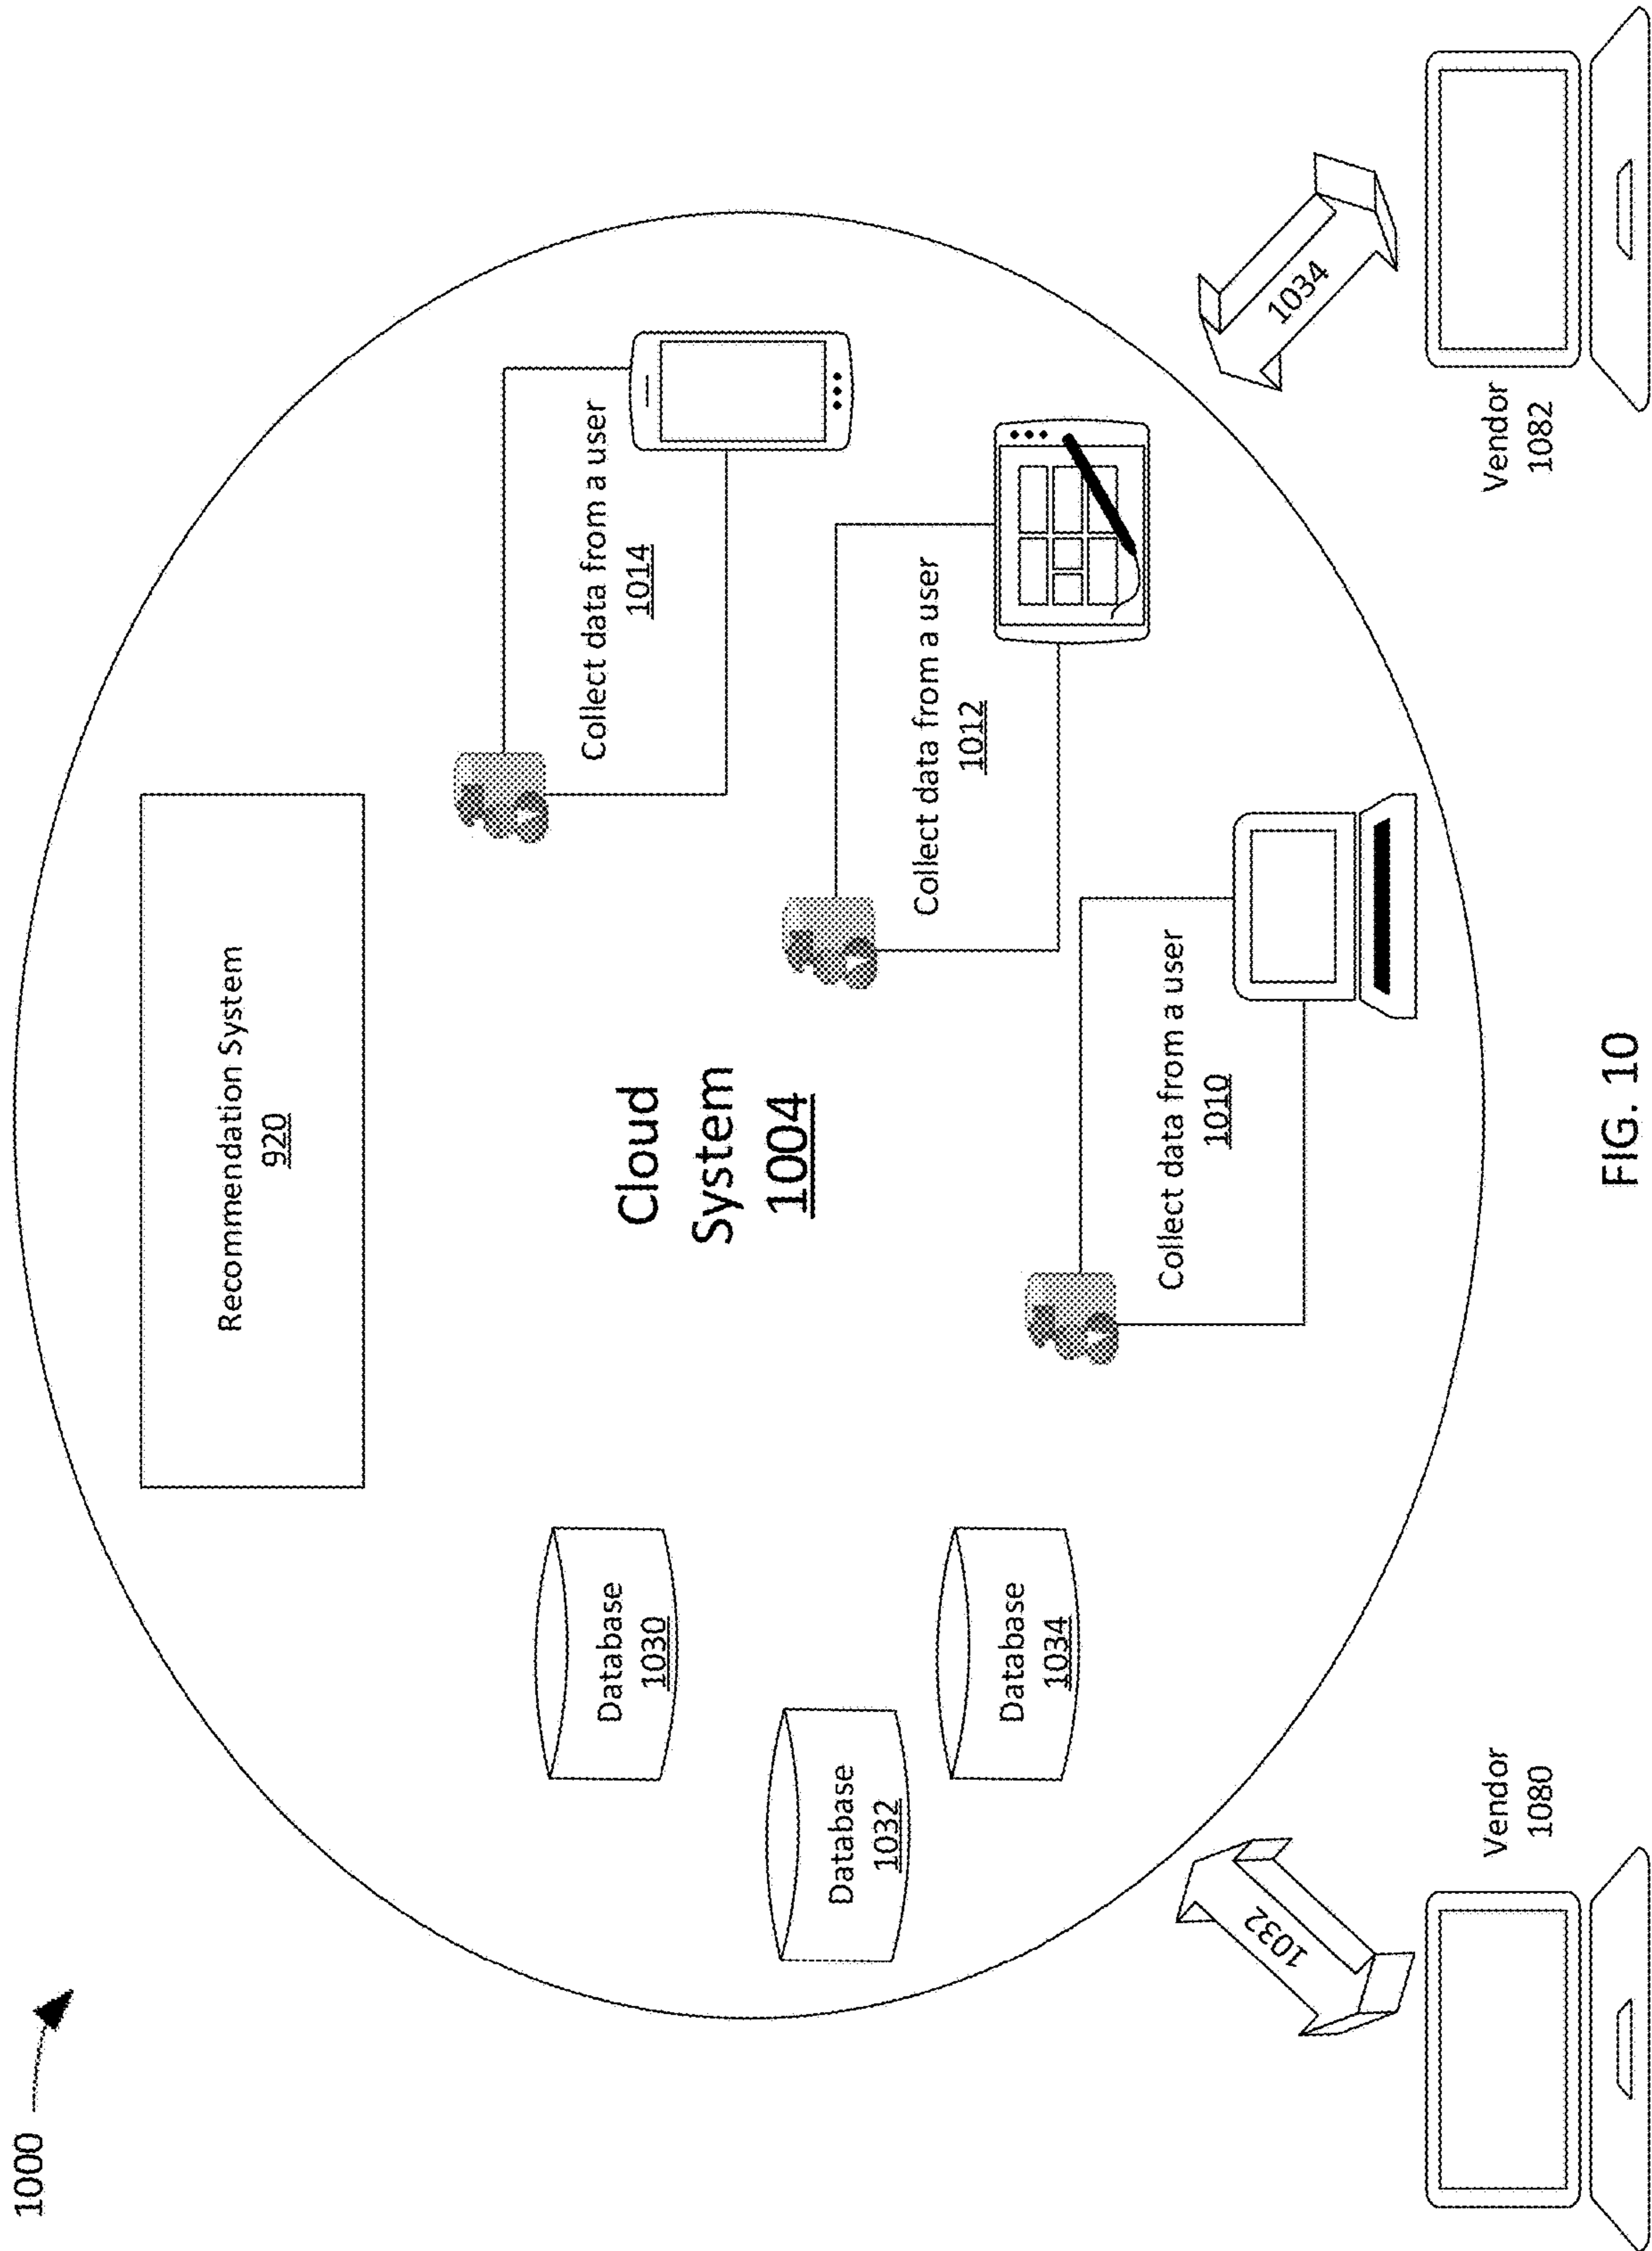 1000
Recommendation System
920
Cloud
System
1004
Database
1030
Database
1032
Database
1034
Collect data from a user
1014
Collect data from a user
1012
Collect data from a user
1010
1032
1034
Vendor
1080
Vendor
1082
FIG. 10